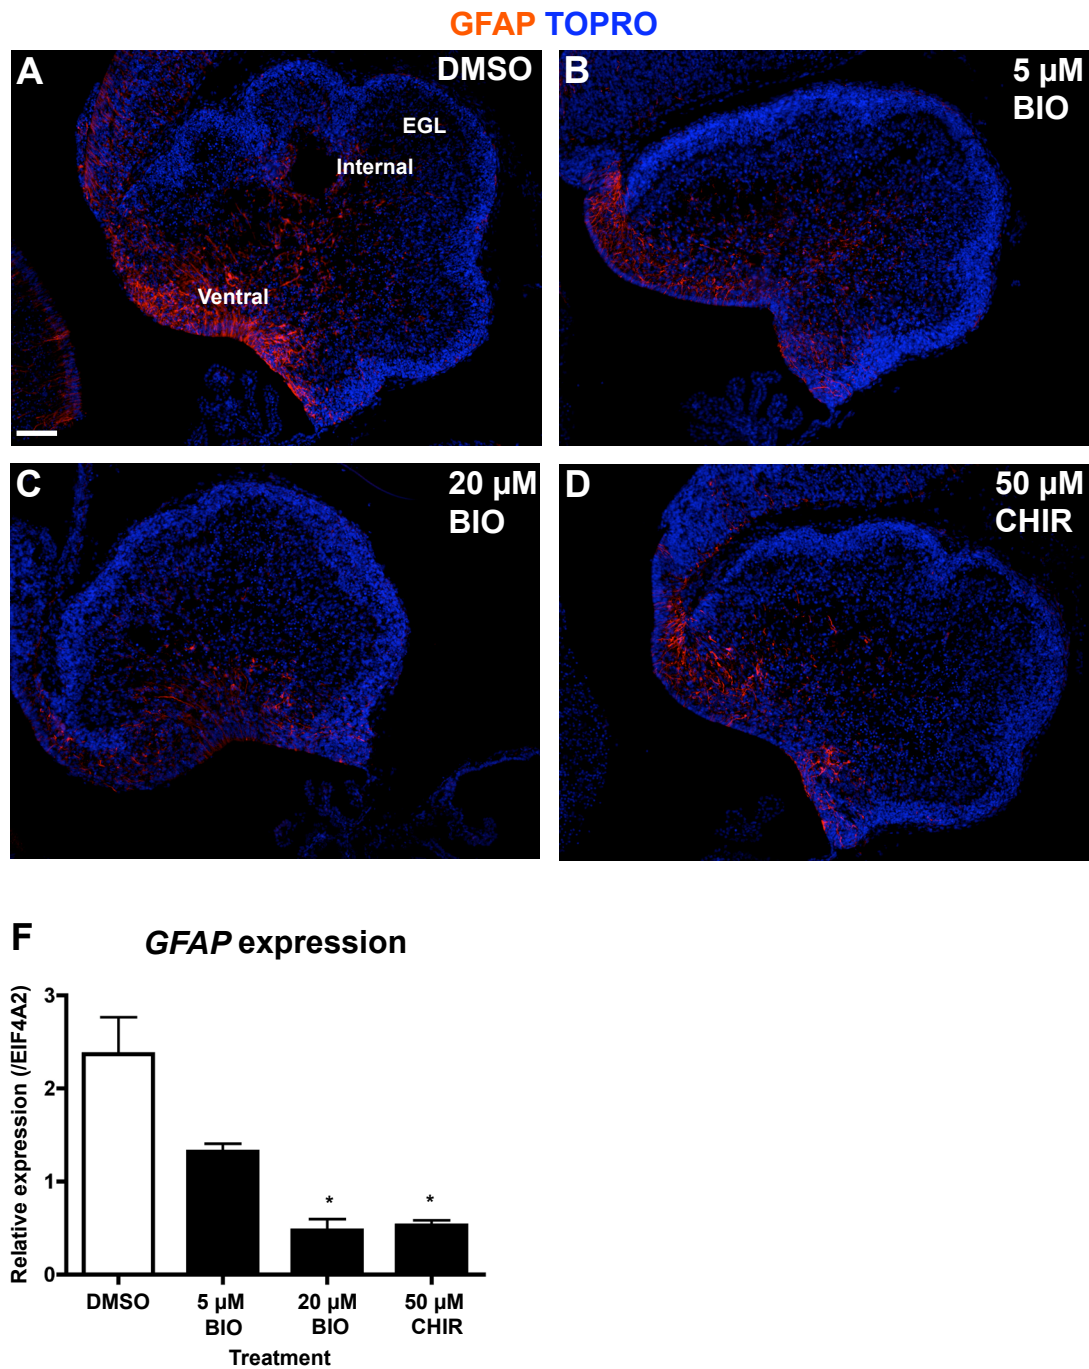 GFAP TOPRO
A
DMSO
EGL
Internal
Ventral
B
5 µM
BIO
C
20 µM
BIO
D
50 µM
CHIR
F
GFAP expression
Relative expression (/EIF4A2)
3
2
1
0
*
*
DMSO
5 µM
BIO
20 µM
BIO
50 µM
CHIR
Treatment